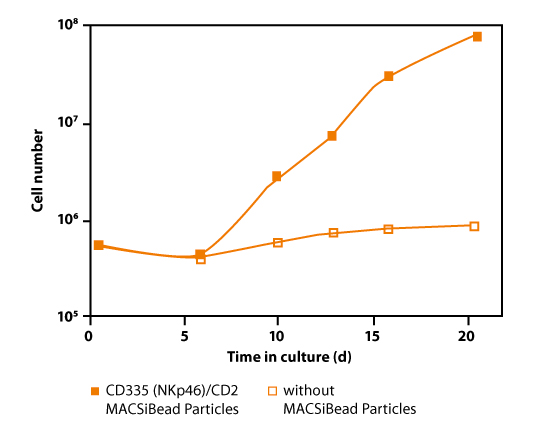 10⁸
10⁷
10⁶
10⁵
Cell number
0
5
10
15
20
Time in culture (d)
CD335 (NKp46)/CD2
MACSiBead Particles
without
MACSiBead Particles